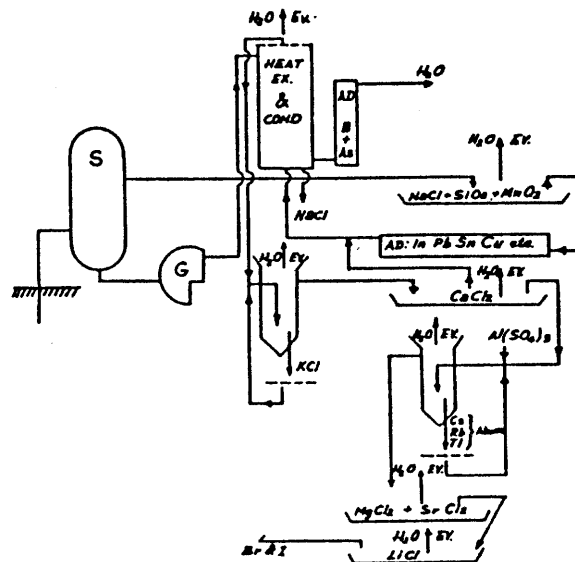 H₂O Ev.
HEAT
EX.
&
COND
AD
B
+
As
H₂O
S
H₂O Ev.
NaCl + SiO₂ + MnO₂
NaCl
G
AD: In Pb Sn Cu etc.
H₂O Ev.
H₂O Ev.
CaCl₂
KCl
H₂O Ev.
Al(SO₄)₃
Cs
Rb
Tl
H₂O Ev.
MgCl₂ + SrCl₂
H₂O Ev.
Br & I
LiCl